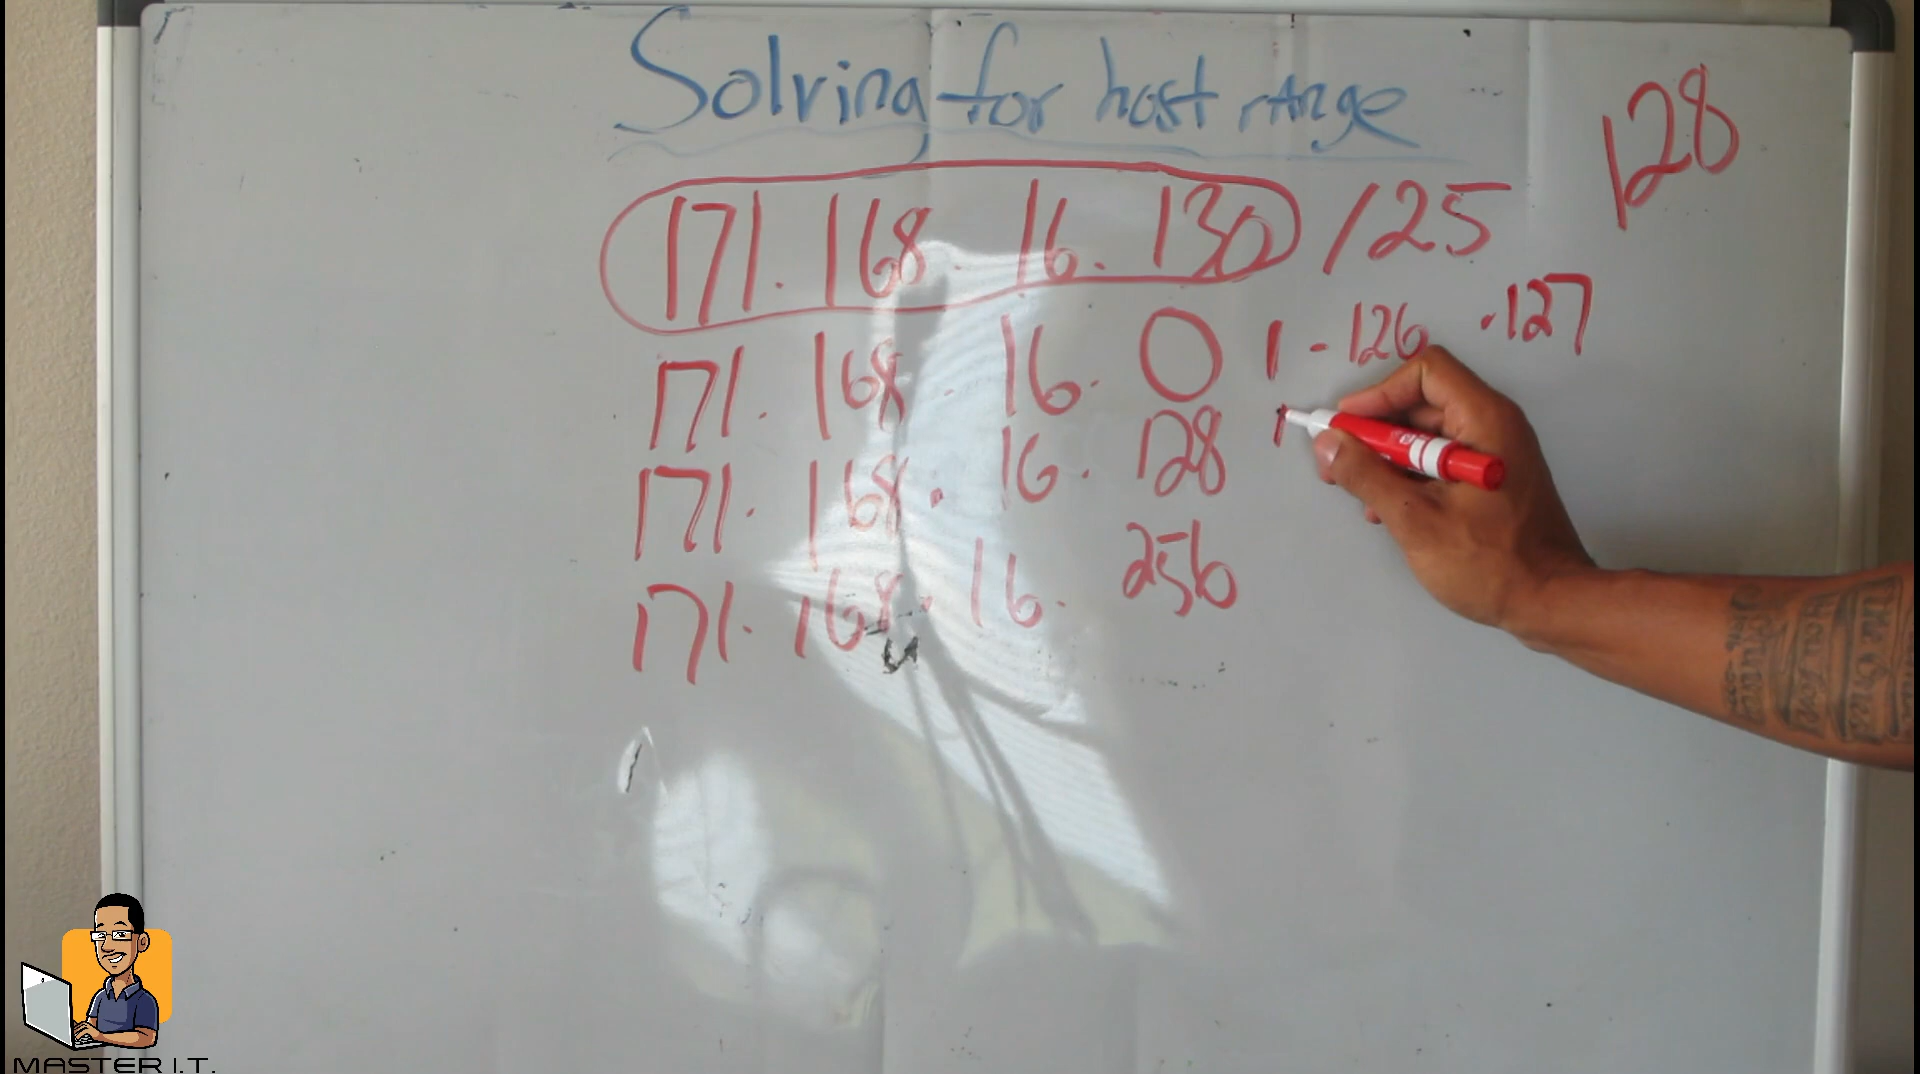 Solving for host range
128
171.168.16.130 /25
171.168.16.0 1-126 .127
171.168.16.128 1
171.168.16.256
MASTER I.T.